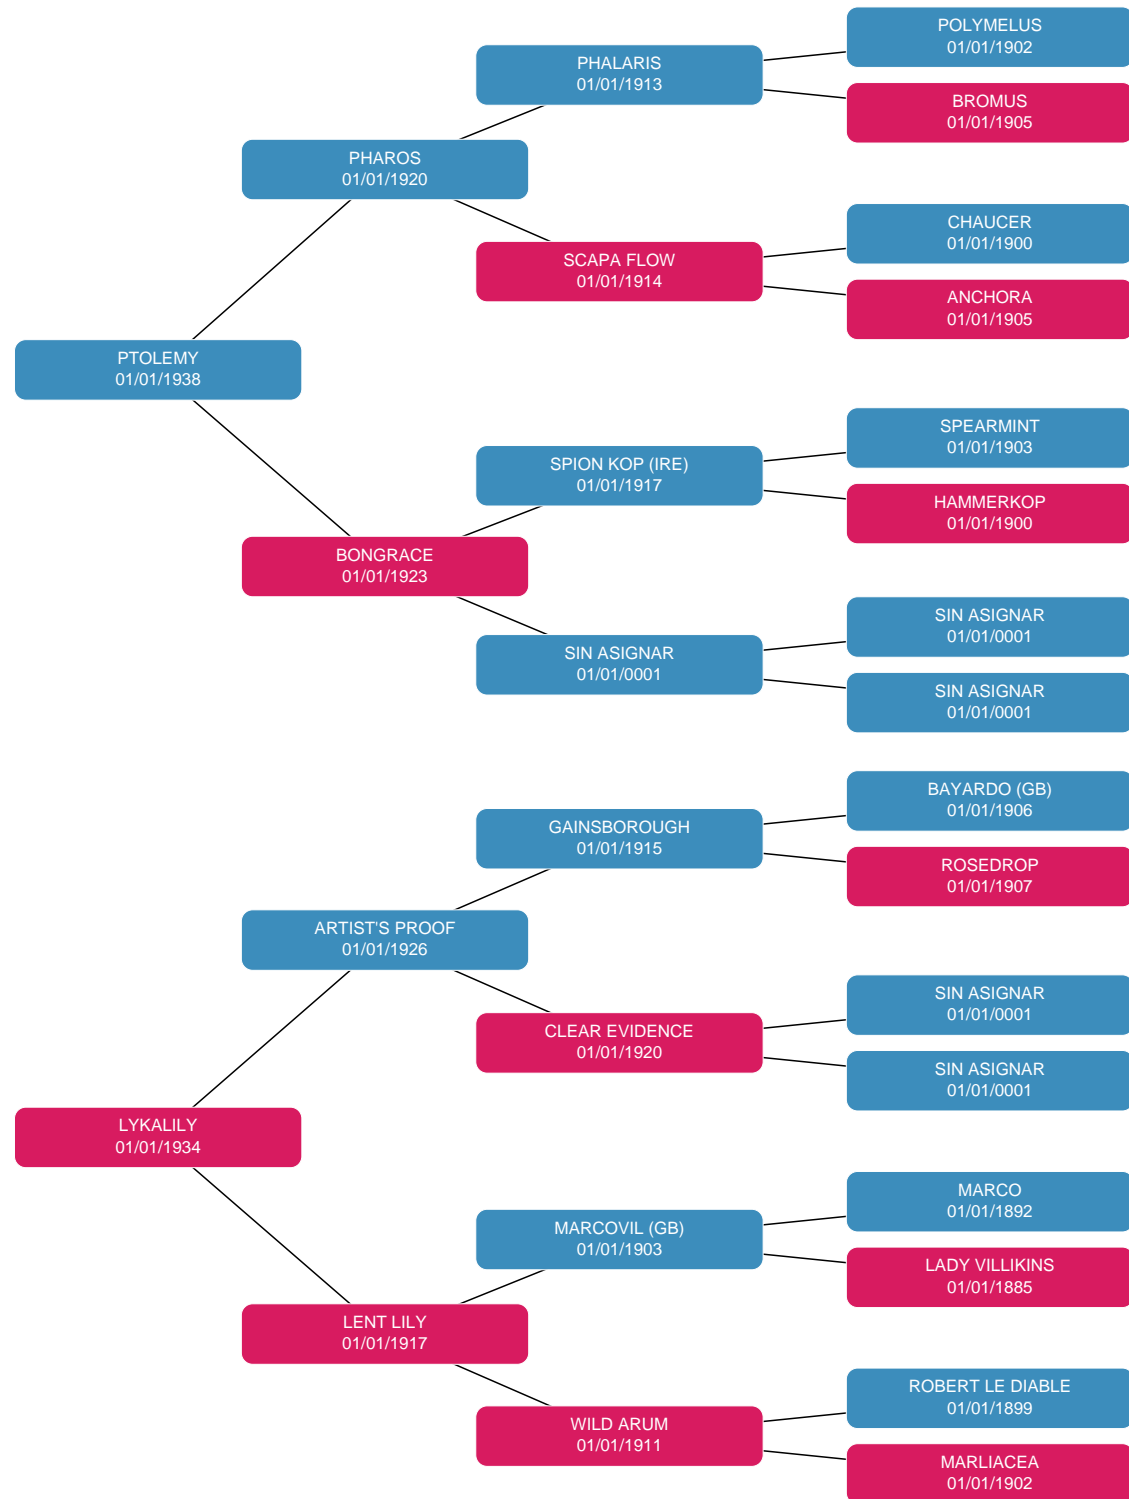 POLYMELUS
01/01/1902
PHALARIS
01/01/1913
BROMUS
01/01/1905
PHAROS
01/01/1920
CHAUCER
01/01/1900
SCAPA FLOW
01/01/1914
ANCHORA
01/01/1905
PTOLEMY
01/01/1938
SPEARMINT
01/01/1903
SPION KOP (IRE)
01/01/1917
HAMMERKOP
01/01/1900
BONGRACE
01/01/1923
SIN ASIGNAR
01/01/0001
SIN ASIGNAR
01/01/0001
SIN ASIGNAR
01/01/0001
BAYARDO (GB)
01/01/1906
GAINSBOROUGH
01/01/1915
ROSEDROP
01/01/1907
ARTIST'S PROOF
01/01/1926
SIN ASIGNAR
01/01/0001
CLEAR EVIDENCE
01/01/1920
SIN ASIGNAR
01/01/0001
LYKALILY
01/01/1934
MARCO
01/01/1892
MARCOVIL (GB)
01/01/1903
LADY VILLIKINS
01/01/1885
LENT LILY
01/01/1917
ROBERT LE DIABLE
01/01/1899
WILD ARUM
01/01/1911
MARLIACEA
01/01/1902